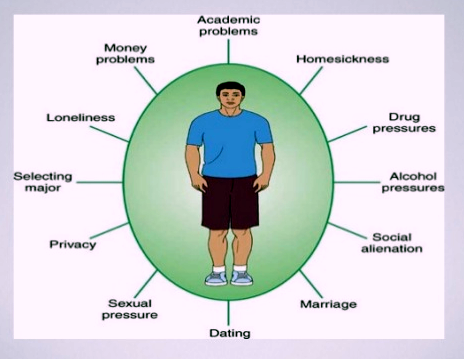 Academic
problems
Homesickness
Drug
pressures
Alcohol
pressures
Social
alienation
Marriage
Dating
Sexual
pressure
Privacy
Selecting
major
Loneliness
Money
problems